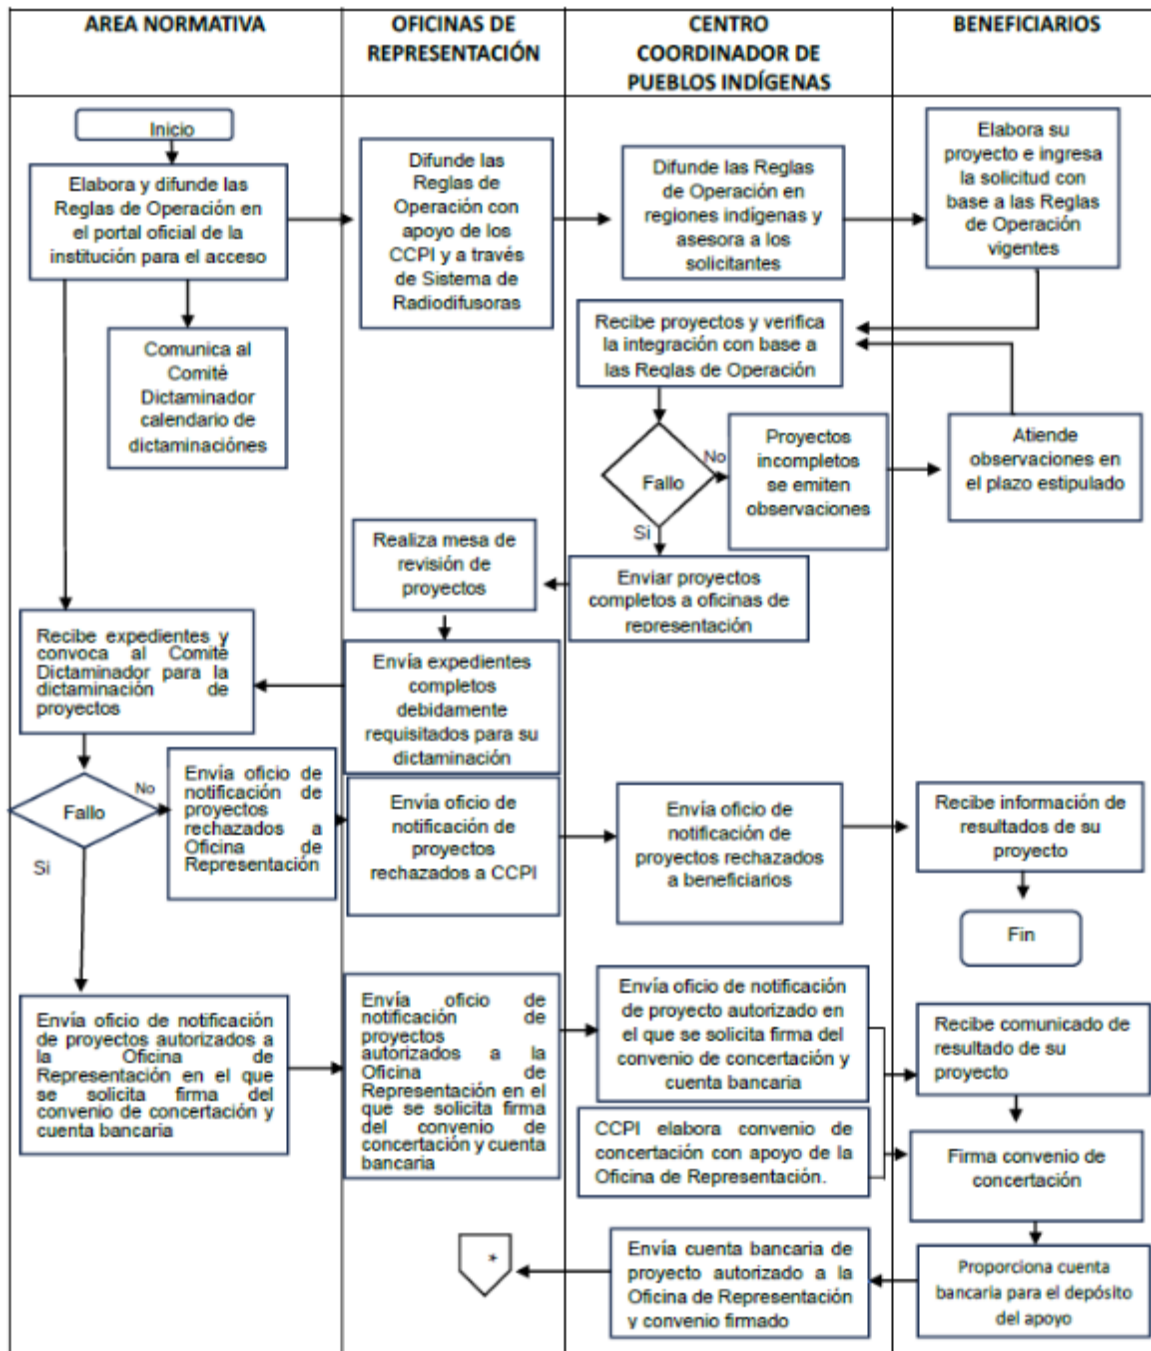 AREA NORMATIVA
OFICINAS DE
REPRESENTACIÓN
CENTRO
COORDINADOR DE
PUEBLOS INDÍGENAS
BENEFICIARIOS
Inicio
Elabora y difunde las
Reglas de Operación en
el portal oficial de la
institución para el acceso
Difunde las
Reglas de
Operación con
apoyo de los
CCPI y a través
de Sistema de
Radiodifusoras
Difunde las Reglas
de Operación en
regiones indígenas y
asesora a los
solicitantes
Elabora su
proyecto e ingresa
la solicitud con
base a las Reglas
de Operación
vigentes
Comunica al
Comité
Dictaminador
calendario de
dictaminaciónes
Recibe proyectos y verifica
la integración con base a
las Reglas de Operación
Fallo
No
Si
Proyectos
incompletos
se emiten
observaciones
Atiende
observaciones en
el plazo estipulado
Enviar proyectos
completos a oficinas de
representación
Realiza mesa de
revisión de
proyectos
Envía expedientes
completos
debidamente
requisitados para su
dictaminación
Recibe expedientes y
convoca al Comité
Dictaminador para la
dictaminación de
proyectos
Fallo
No
Si
Envía oficio de
notificación de
proyectos
rechazados a
Oficina de
Representación
Envía oficio de
notificación de
proyectos
rechazados a CCPI
Envía oficio de
notificación de
proyectos rechazados
a beneficiarios
Recibe información de
resultados de su
proyecto
Fin
Envía oficio de notificación
de proyectos autorizados a
la Oficina de
Representación en el que
se solicita firma del
convenio de concertación y
cuenta bancaria
Envía oficio de
notificación de
proyectos
autorizados a la
Oficina de
Representación en el
que se solicita firma
del convenio de
concertación y cuenta
bancaria
Envía oficio de notificación
de proyecto autorizado en
el que se solicita firma del
convenio de concertación y
cuenta bancaria
CCPI elabora convenio de
concertación con apoyo de la
Oficina de Representación.
Recibe comunicado de
resultado de su
proyecto
Firma convenio de
concertación
Proporciona cuenta
bancaria para el depósito
del apoyo
Envía cuenta bancaria de
proyecto autorizado a la
Oficina de Representación
y convenio firmado
*